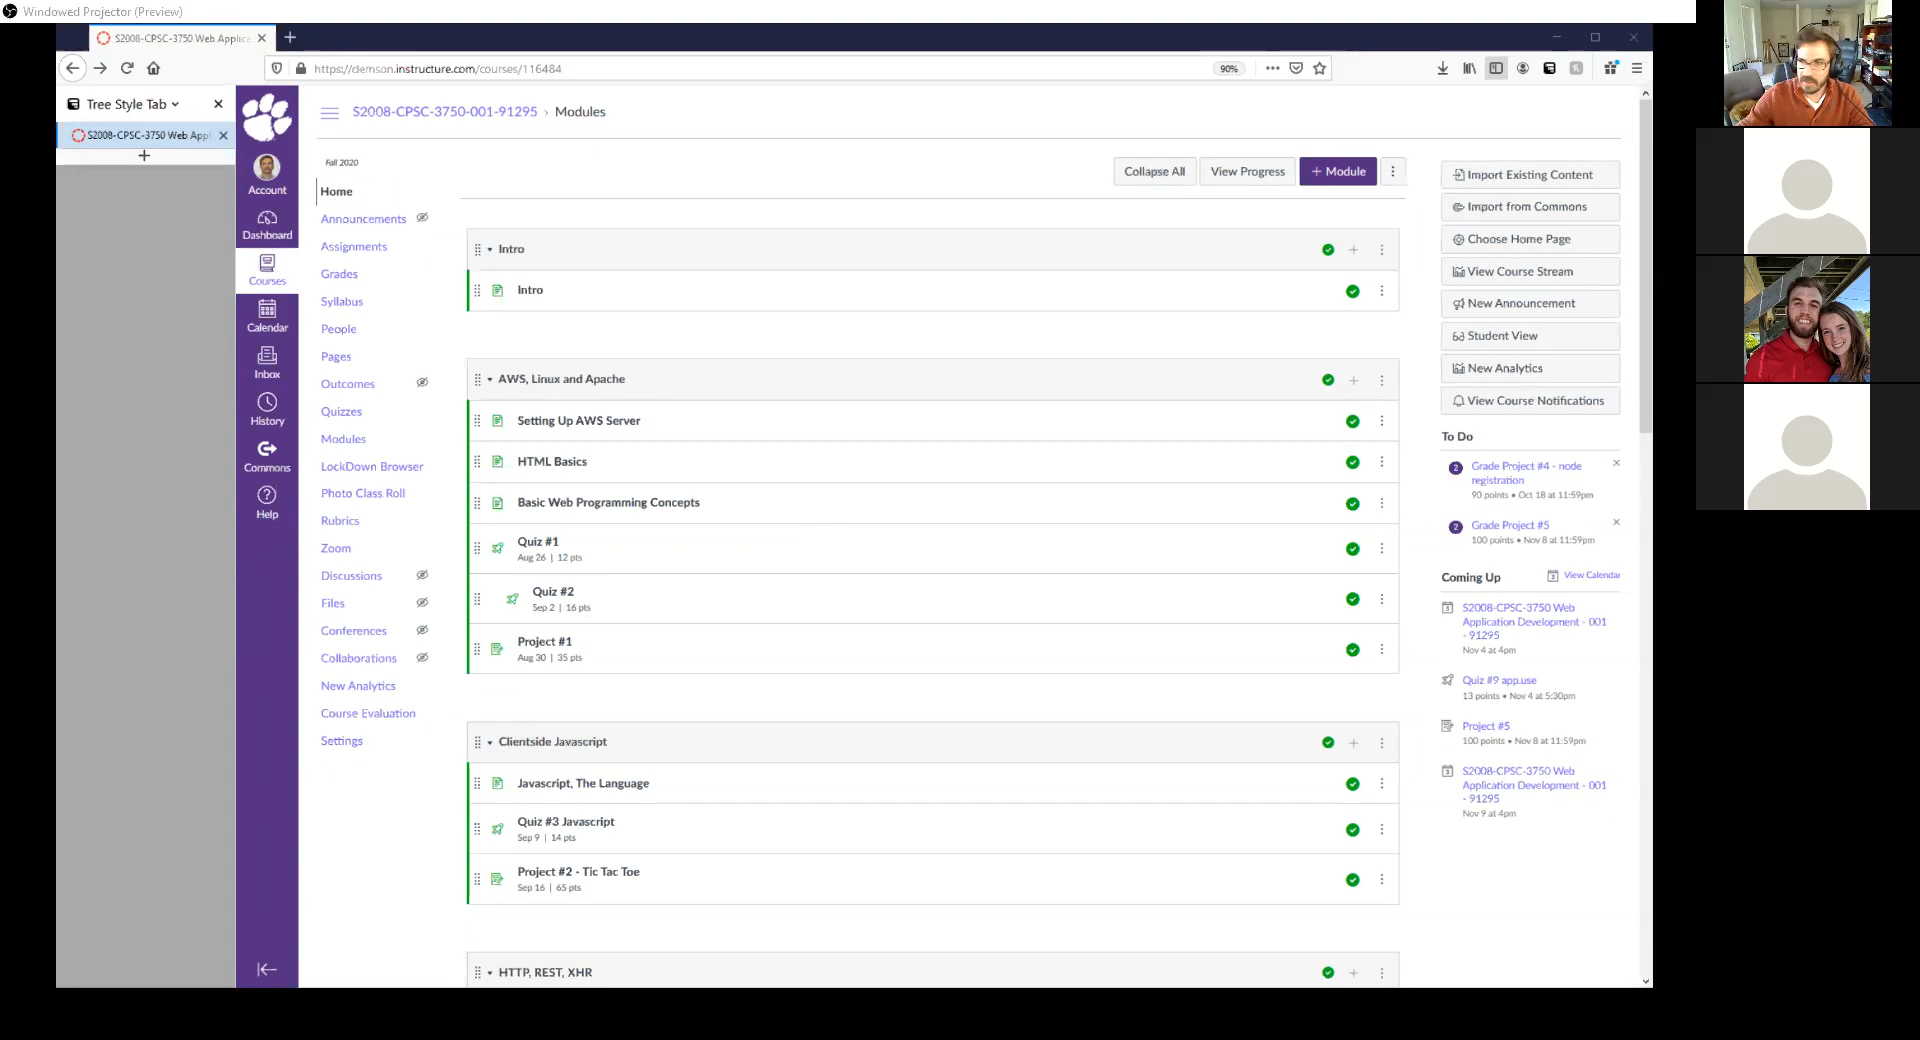 Windowed Projector (Preview)
S2008-CPSC-3750 Web Applica
https://clemson.instructure.com/courses/116484
90%
Tree Style Tab
S2008-CPSC-3750 Web Appl
S2008-CPSC-3750-001-91295 › Modules
Account
Dashboard
Courses
Calendar
Inbox
History
Commons
Help
Fall 2020
Home
Announcements
Assignments
Grades
Syllabus
People
Pages
Outcomes
Quizzes
Modules
LockDown Browser
Photo Class Roll
Rubrics
Zoom
Discussions
Files
Conferences
Collaborations
New Analytics
Course Evaluation
Settings
Collapse All
View Progress
+ Module
Intro
Intro
AWS, Linux and Apache
Setting Up AWS Server
HTML Basics
Basic Web Programming Concepts
Quiz #1
Aug 26 | 12 pts
Quiz #2
Sep 2 | 16 pts
Project #1
Aug 30 | 35 pts
Clientside Javascript
Javascript, The Language
Quiz #3 Javascript
Sep 9 | 14 pts
Project #2 - Tic Tac Toe
Sep 16 | 65 pts
HTTP, REST, XHR
Import Existing Content
Import from Commons
Choose Home Page
View Course Stream
New Announcement
Student View
New Analytics
View Course Notifications
To Do
2 Grade Project #4 - node
registration
90 points • Oct 18 at 11:59pm
2 Grade Project #5
100 points • Nov 8 at 11:59pm
Coming Up
View Calendar
S2008-CPSC-3750 Web
Application Development - 001
- 91295
Nov 4 at 4pm
Quiz #9 app.use
13 points • Nov 4 at 5:30pm
Project #5
100 points • Nov 8 at 11:59pm
S2008-CPSC-3750 Web
Application Development - 001
- 91295
Nov 9 at 4pm